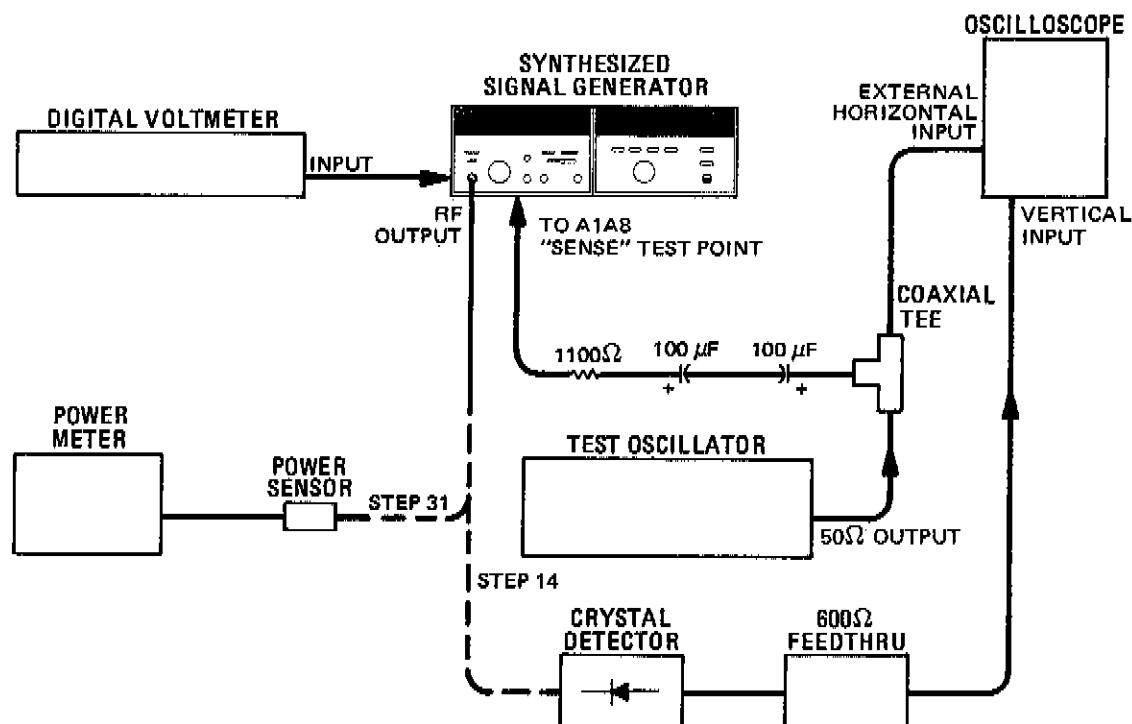 OSCILLOSCOPE
SYNTHESIZED
SIGNAL GENERATOR
EXTERNAL
HORIZONTAL
INPUT
DIGITAL VOLTMETER
INPUT
RF
OUTPUT
TO A1A8
"SENSE" TEST POINT
VERTICAL
INPUT
COAXIAL
TEE
1100Ω
100 μF
100 μF
+
+
POWER
METER
POWER
SENSOR
STEP 31
TEST OSCILLATOR
50Ω OUTPUT
STEP 14
CRYSTAL
DETECTOR
600Ω
FEEDTHRU